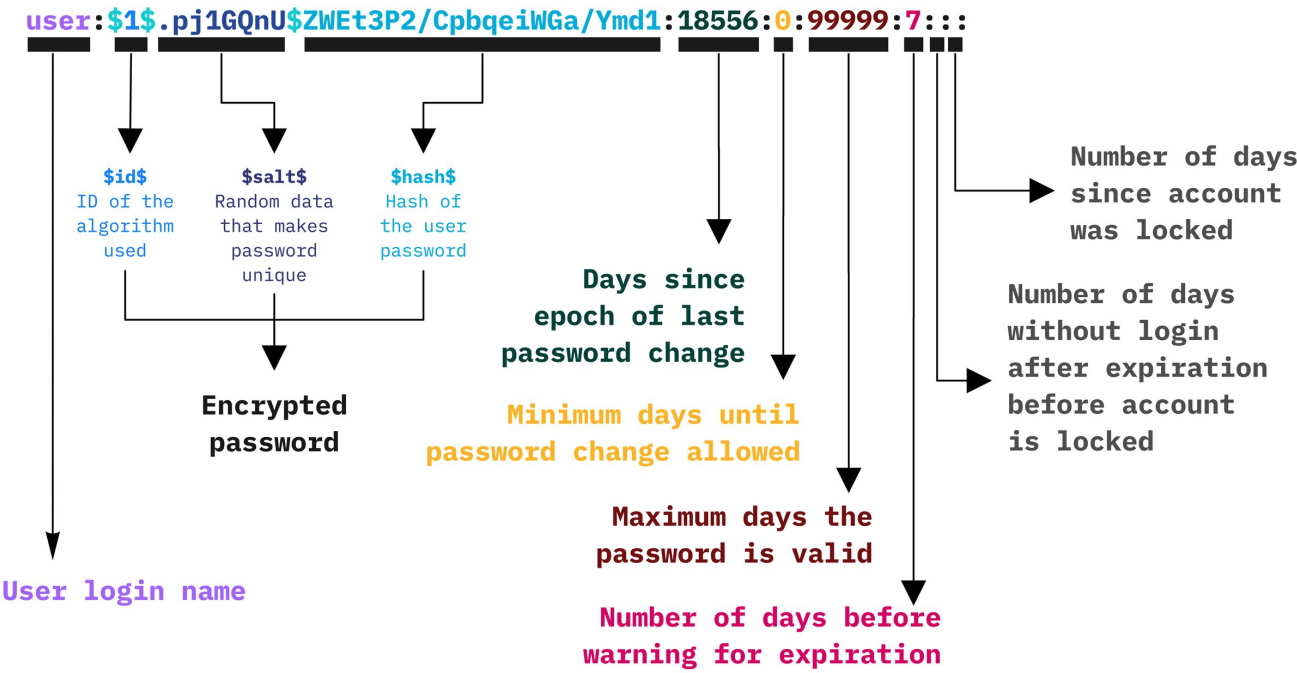 user:$1$.pj1GQnU$ZWEt3P2/CpbqeiWGa/Ymd1:18556:0:99999:7:::
$id$
ID of the
algorithm
used
$salt$
Random data
that makes
password
unique
$hash$
Hash of
the user
password
Encrypted
password
User login name
Days since
epoch of last
password change
Minimum days until
password change allowed
Maximum days the
password is valid
Number of days before
warning for expiration
Number of days
without login
after expiration
before account
is locked
Number of days
since account
was locked